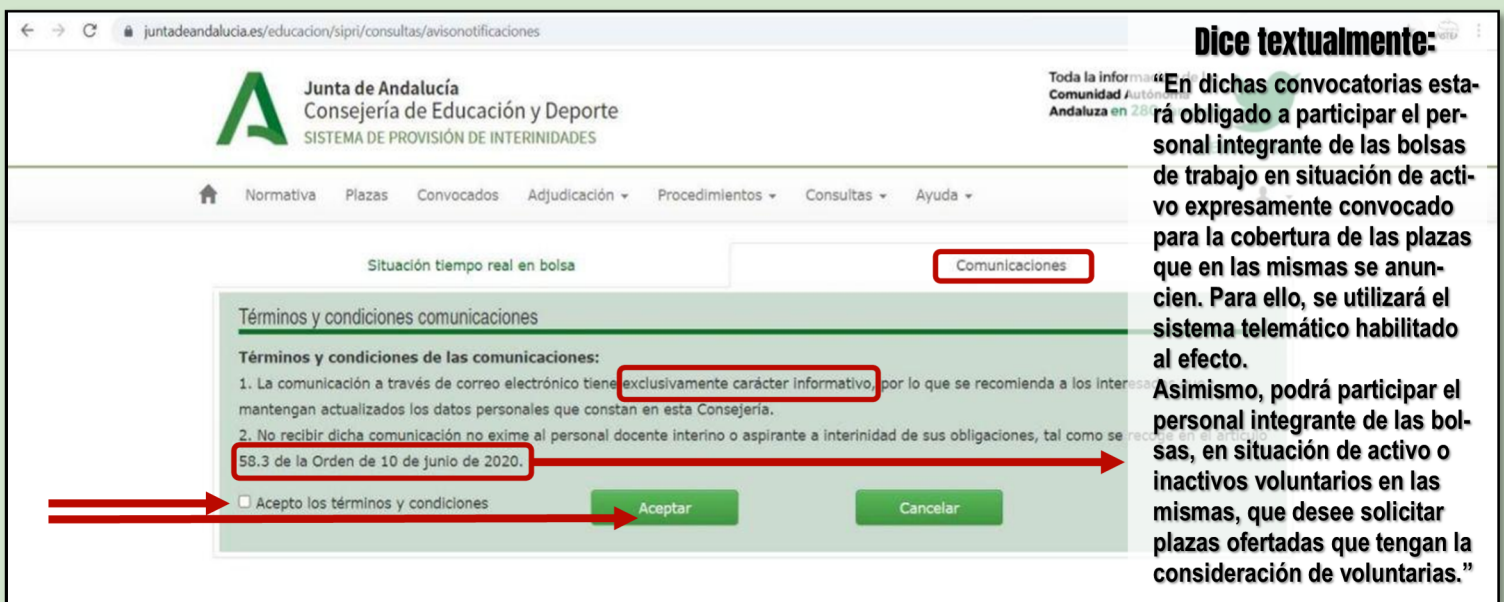 juntadeandalucia.es/educacion/sipri/consultas/avisonotificaciones
Junta de Andalucía
Consejería de Educación y Deporte
SISTEMA DE PROVISIÓN DE INTERINIDADES
Toda la
Comunidad
Andaluza en
Normativa Plazas Convocados Adjudicación Procedimientos Consultas Ayuda
Situación tiempo real en bolsa
Comunicaciones
Términos y condiciones comunicaciones
Términos y condiciones de las comunicaciones:
1. La comunicación a través de correo electrónico tiene exclusivamente carácter informativo, por lo que se recomienda a los
mantengan actualizados los datos personales que constan en esta Consejería.
2. No recibir dicha comunicación no exime al personal docente interino o aspirante a interinidad de sus obligaciones, tal como se recoge en el artículo
58.3 de la Orden de 10 de junio de 2020.
Acepto los términos y condiciones
Aceptar
Cancelar
Dice textualmente:
“En dichas convocatorias esta-
rá obligado a participar el per-
sonal integrante de las bolsas
de trabajo en situación de acti-
vo expresamente convocado
para la cobertura de las plazas
que en las mismas se anun-
cien. Para ello, se utilizará el
sistema telemático habilitado
al efecto.
Asimismo, podrá participar el
personal integrante de las bol-
sas, en situación de activo o
inactivos voluntarios en las
mismas, que desee solicitar
plazas ofertadas que tengan la
consideración de voluntarias.”